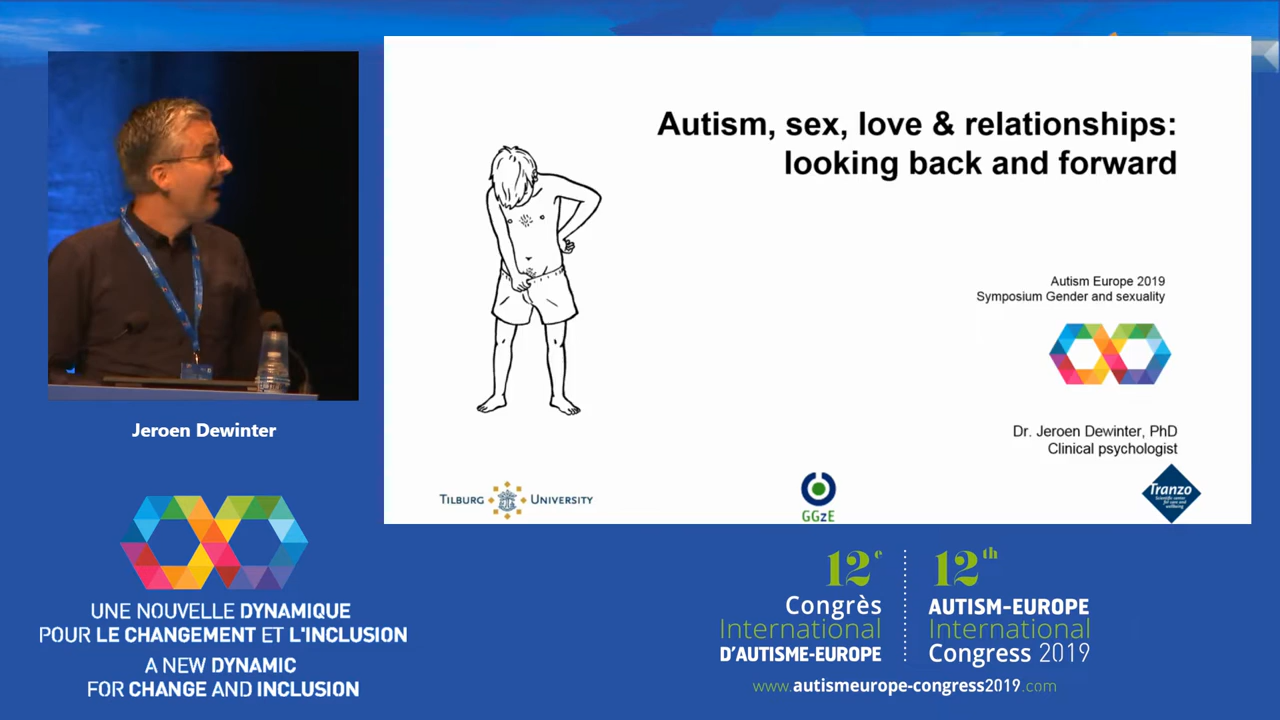 Autism, sex, love & relationships:
looking back and forward
Autism Europe 2019
Symposium Gender and sexuality
Dr. Jeroen Dewinter, PhD
Clinical psychologist
TILBURG UNIVERSITY
GGzE
Tranzo
Jeroen Dewinter
UNE NOUVELLE DYNAMIQUE
POUR LE CHANGEMENT ET L'INCLUSION
A NEW DYNAMIC
FOR CHANGE AND INCLUSION
12e
Congrès
International
D'AUTISME-EUROPE
12th
AUTISM-EUROPE
International
Congress 2019
www.autismeurope-congress2019.com